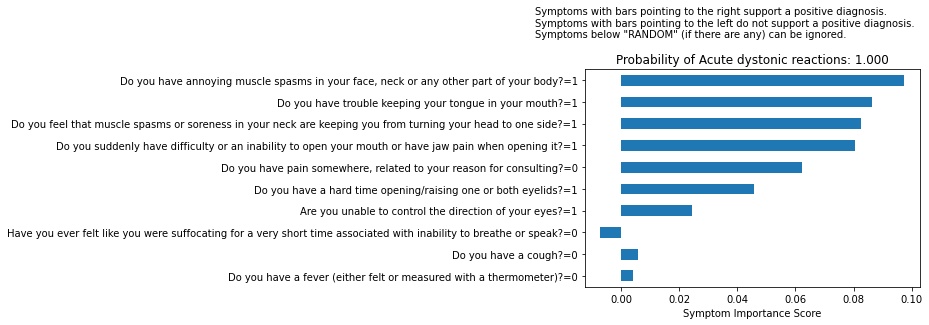 Symptoms with bars pointing to the right support a positive diagnosis.
Symptoms with bars pointing to the left do not support a positive diagnosis.
Symptoms below "RANDOM" (if there are any) can be ignored.
Probability of Acute dystonic reactions: 1.000
Do you have annoying muscle spasms in your face, neck or any other part of your body?=1
Do you have trouble keeping your tongue in your mouth?=1
Do you feel that muscle spasms or soreness in your neck are keeping you from turning your head to one side?=1
Do you suddenly have difficulty or an inability to open your mouth or have jaw pain when opening it?=1
Do you have pain somewhere, related to your reason for consulting?=0
Do you have a hard time opening/raising one or both eyelids?=1
Are you unable to control the direction of your eyes?=1
Have you ever felt like you were suffocating for a very short time associated with inability to breathe or speak?=0
Do you have a cough?=0
Do you have a fever (either felt or measured with a thermometer)?=0
0.00 0.02 0.04 0.06 0.08 0.10
Symptom Importance Score